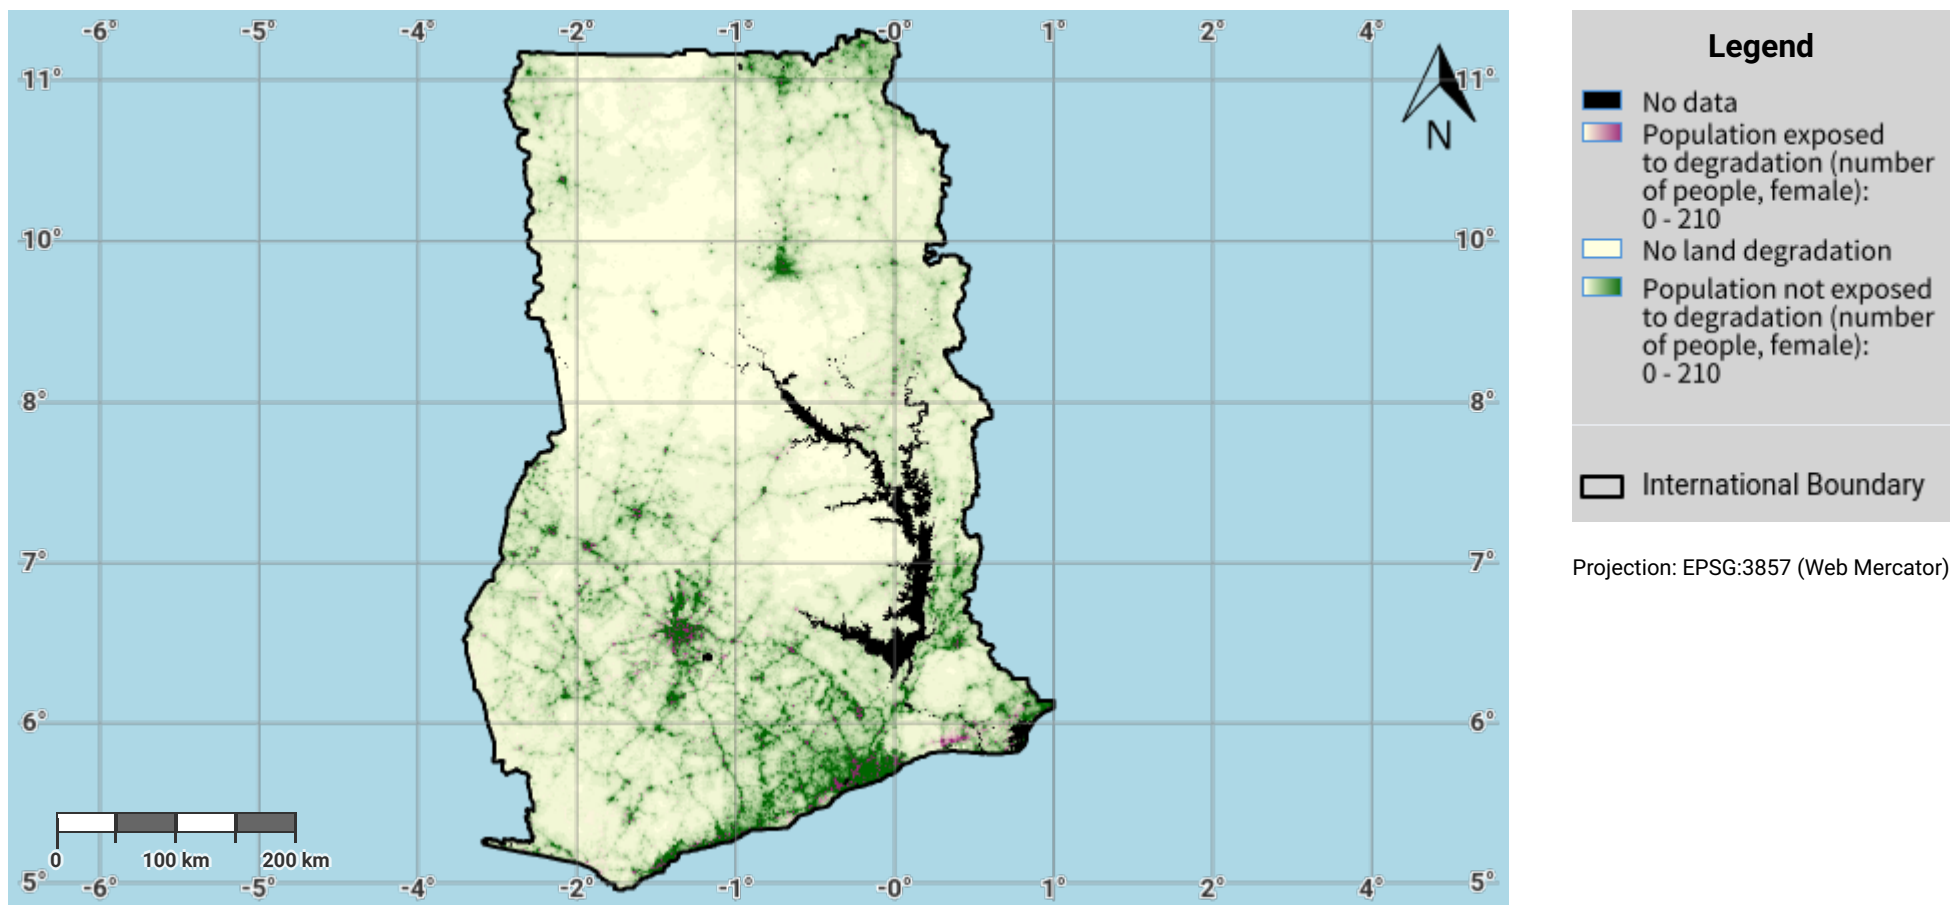 -6° -5° -4° -2° -1° -0° 1° 2° 4°
11° 11°
N
10° 10°
8° 8°
7° 7°
6° 6°
0 100 km 200 km
5° 5°
-6° -5° -4° -2° -1° -0° 1° 2° 4°
Legend
No data
Population exposed
to degradation (number
of people, female):
0 - 210
No land degradation
Population not exposed
to degradation (number
of people, female):
0 - 210
International Boundary
Projection: EPSG:3857 (Web Mercator)